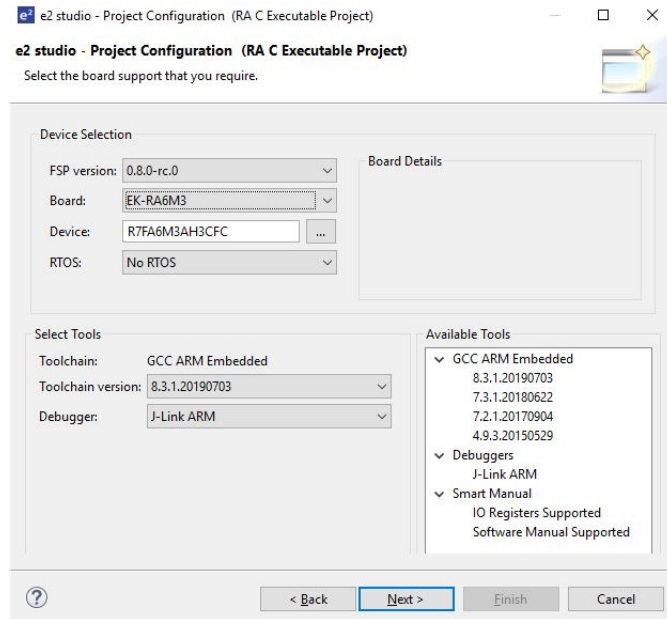 e2 e2 studio - Project Configuration (RA C Executable Project)
e2 studio - Project Configuration (RA C Executable Project)
Select the board support that you require.
Device Selection
FSP version: 0.8.0-rc.0
Board: EK-RA6M3
Device: R7FA6M3AH3CFC ...
RTOS: No RTOS
Board Details
Select Tools
Toolchain: GCC ARM Embedded
Toolchain version: 8.3.1.20190703
Debugger: J-Link ARM
Available Tools
GCC ARM Embedded
8.3.1.20190703
7.3.1.20180622
7.2.1.20170904
4.9.3.20150529
Debuggers
J-Link ARM
Smart Manual
IO Registers Supported
Software Manual Supported
? < Back Next > Finish Cancel